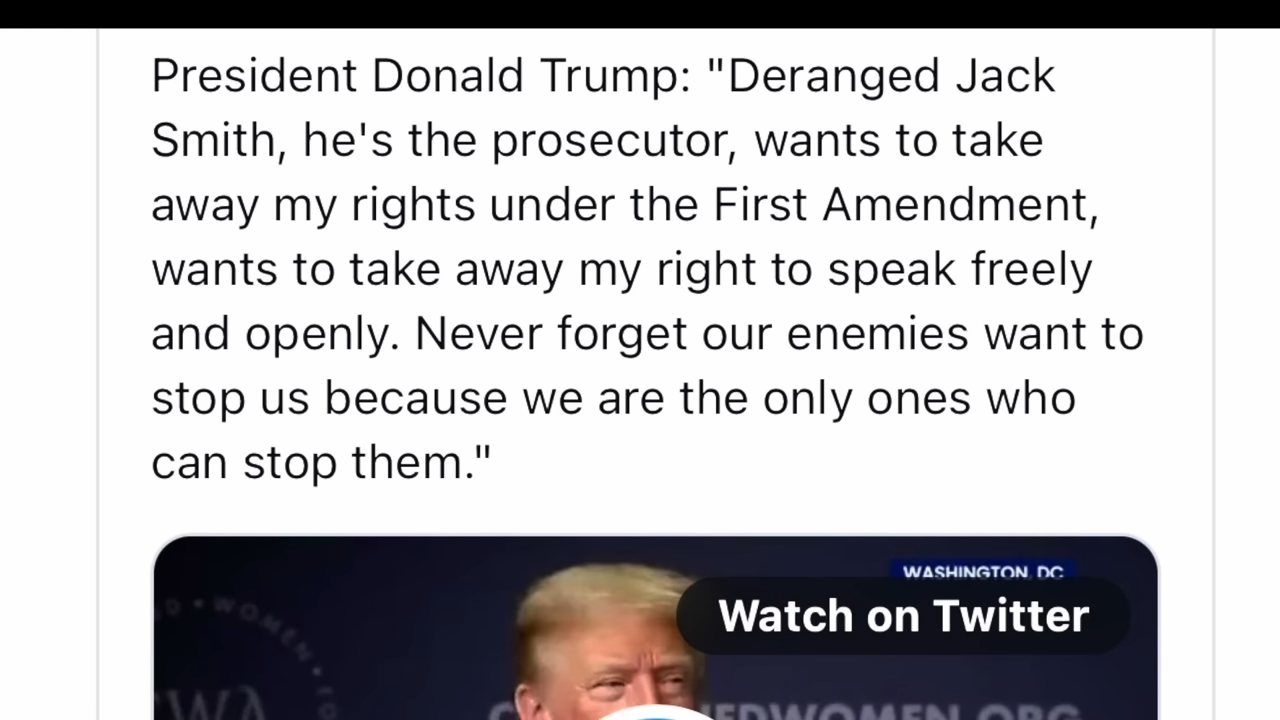 President Donald Trump: "Deranged Jack
Smith, he's the prosecutor, wants to take
away my rights under the First Amendment,
wants to take away my right to speak freely
and openly. Never forget our enemies want to
stop us because we are the only ones who
can stop them."
WASHINGTON, DC
Watch on Twitter
WOMEN